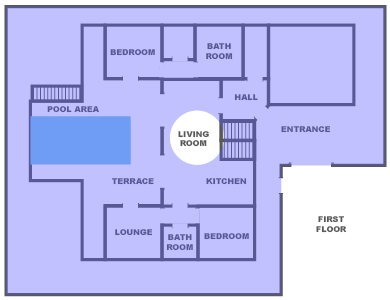 BEDROOM
BATH
ROOM
HALL
POOL AREA
ENTRANCE
LIVING
ROOM
TERRACE
KITCHEN
FIRST
FLOOR
LOUNGE
BATH
ROOM
BEDROOM